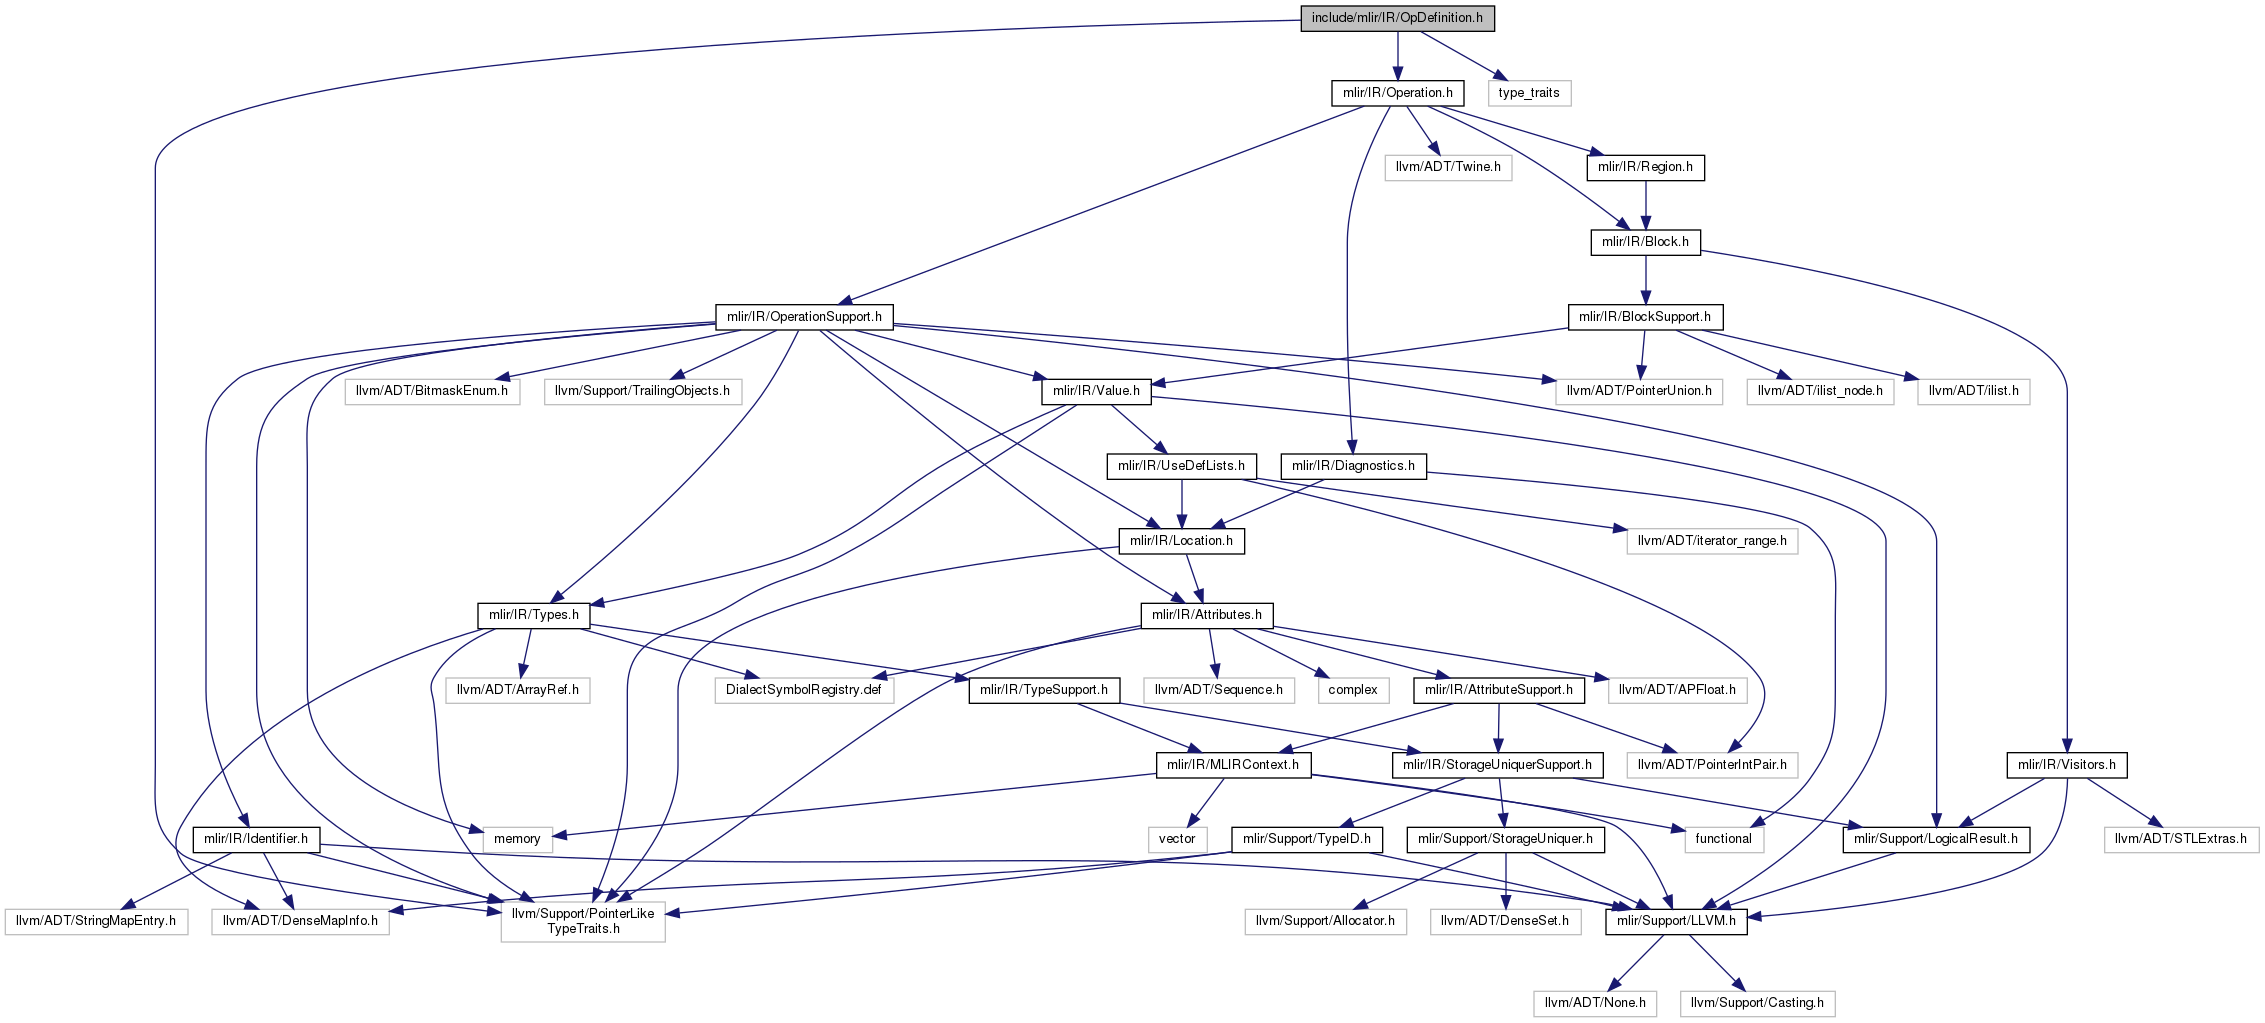 include/mlir/IR/OpDefinition.h
mlir/IR/Operation.h
type_traits
llvm/ADT/Twine.h
mlir/IR/Region.h
mlir/IR/Block.h
mlir/IR/OperationSupport.h
mlir/IR/BlockSupport.h
llvm/ADT/BitmaskEnum.h
llvm/Support/TrailingObjects.h
mlir/IR/Value.h
llvm/ADT/PointerUnion.h
llvm/ADT/ilist_node.h
llvm/ADT/ilist.h
mlir/IR/UseDefLists.h
mlir/IR/Diagnostics.h
mlir/IR/Location.h
llvm/ADT/iterator_range.h
mlir/IR/Types.h
mlir/IR/Attributes.h
llvm/ADT/ArrayRef.h
DialectSymbolRegistry.def
mlir/IR/TypeSupport.h
llvm/ADT/Sequence.h
complex
mlir/IR/AttributeSupport.h
llvm/ADT/APFloat.h
mlir/IR/MLIRContext.h
mlir/IR/StorageUniquerSupport.h
llvm/ADT/PointerIntPair.h
mlir/IR/Visitors.h
mlir/IR/Identifier.h
memory
vector
mlir/Support/TypeID.h
mlir/Support/StorageUniquer.h
functional
mlir/Support/LogicalResult.h
llvm/ADT/STLExtras.h
llvm/ADT/StringMapEntry.h
llvm/ADT/DenseMapInfo.h
llvm/Support/PointerLike
TypeTraits.h
llvm/Support/Allocator.h
llvm/ADT/DenseSet.h
mlir/Support/LLVM.h
llvm/ADT/None.h
llvm/Support/Casting.h